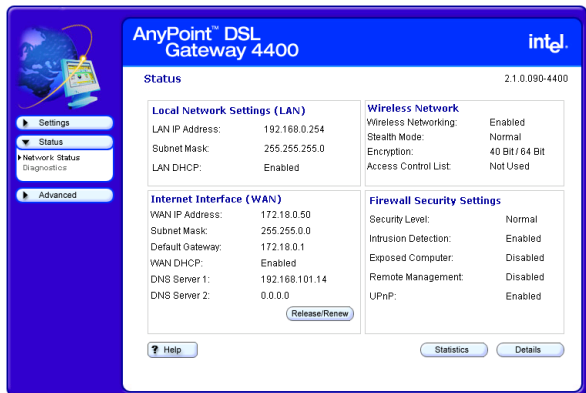 AnyPoint™ DSL
Gateway 4400
intel.
Status
2.1.0.090-4400
Settings
Status
Network Status
Diagnostics
Advanced
Local Network Settings (LAN)
LAN IP Address: 192.168.0.254
Subnet Mask: 255.255.255.0
LAN DHCP: Enabled
Wireless Network
Wireless Networking: Enabled
Stealth Mode: Normal
Encryption: 40 Bit / 64 Bit
Access Control List: Not Used
Internet Interface (WAN)
WAN IP Address: 172.18.0.50
Subnet Mask: 255.255.0.0
Default Gateway: 172.18.0.1
WAN DHCP: Enabled
DNS Server 1: 192.168.101.14
DNS Server 2: 0.0.0.0
Release/Renew
Firewall Security Settings
Security Level: Normal
Intrusion Detection: Enabled
Exposed Computer: Disabled
Remote Management: Disabled
UPnP: Enabled
? Help
Statistics
Details